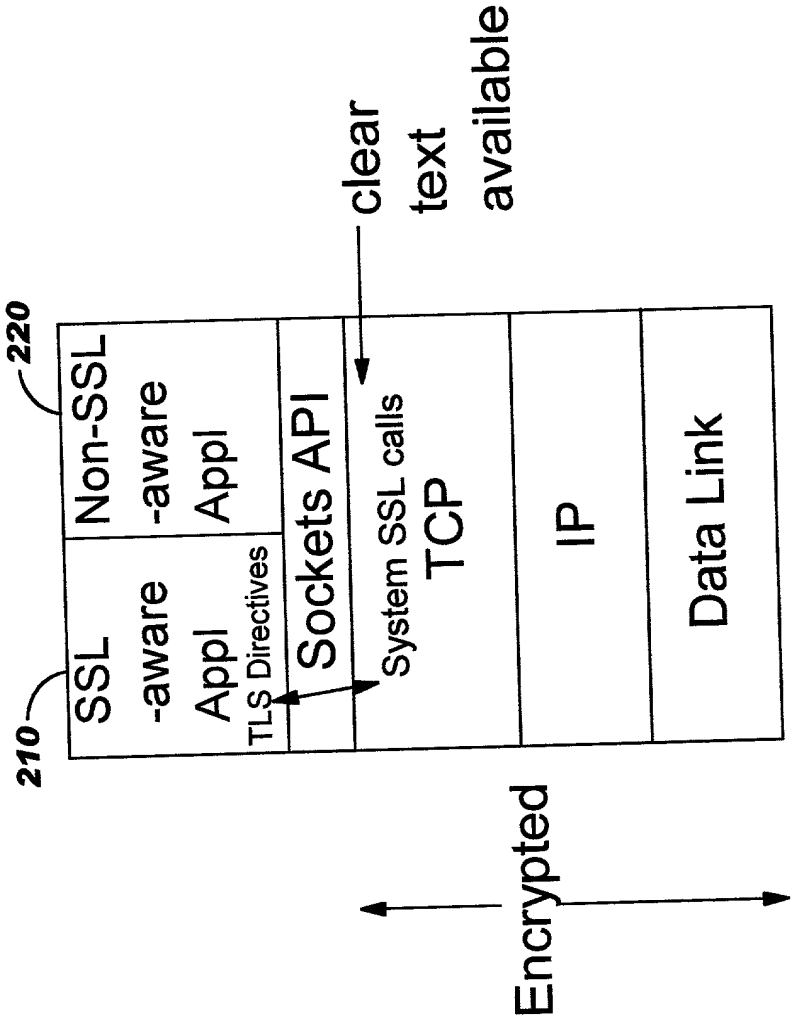 210
220
SSL
-aware
Appl
TLS Directives
Non-SSL
-aware
Appl
Sockets API
System SSL calls
TCP
IP
Data Link
clear
text
available
Encrypted